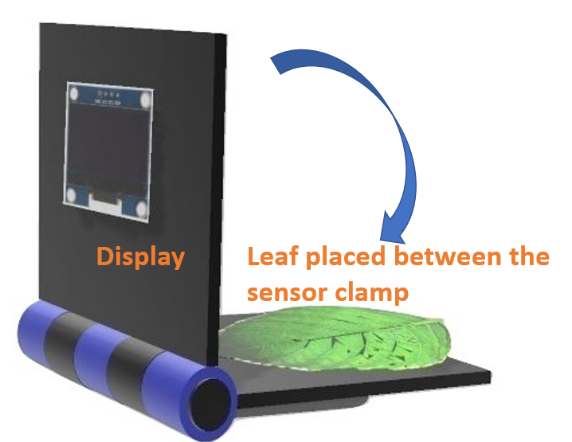 Display
Leaf placed between the
sensor clamp